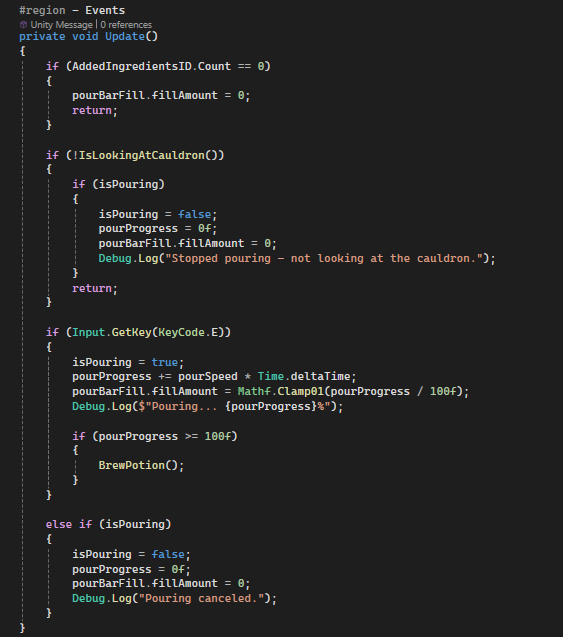 #region - Events
Unity Message | 0 references
private void Update()
{
    if (AddedIngredientsID.Count == 0)
    {
        pourBarFill.fillAmount = 0;
        return;
    }

    if (!IsLookingAtCauldron())
    {
        if (isPouring)
        {
            isPouring = false;
            pourProgress = 0f;
            pourBarFill.fillAmount = 0;
            Debug.Log("Stopped pouring - not looking at the cauldron.");
        }
        return;
    }

    if (Input.GetKey(KeyCode.E))
    {
        isPouring = true;
        pourProgress += pourSpeed * Time.deltaTime;
        pourBarFill.fillAmount = Mathf.Clamp01(pourProgress / 100f);
        Debug.Log($"Pouring... {pourProgress}%");

        if (pourProgress >= 100f)
        {
            BrewPotion();
        }
    }

    else if (isPouring)
    {
        isPouring = false;
        pourProgress = 0f;
        pourBarFill.fillAmount = 0;
        Debug.Log("Pouring canceled.");
    }
}